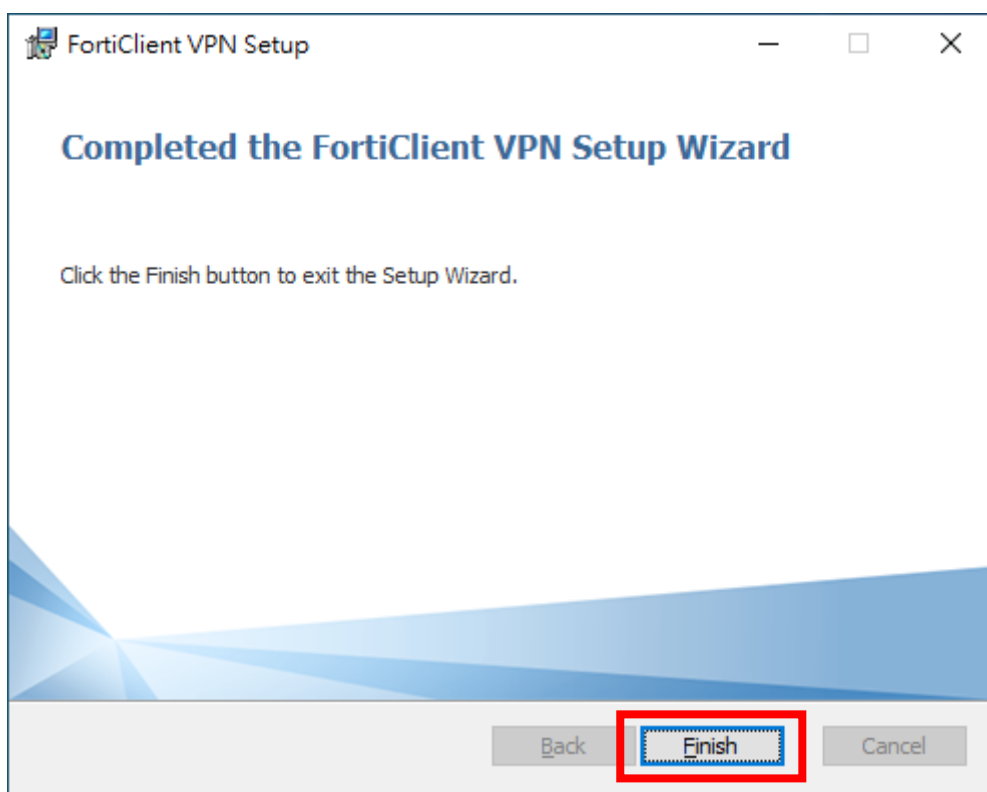 FortiClient VPN Setup
Completed the FortiClient VPN Setup Wizard
Click the Finish button to exit the Setup Wizard.
Back Finish Cancel